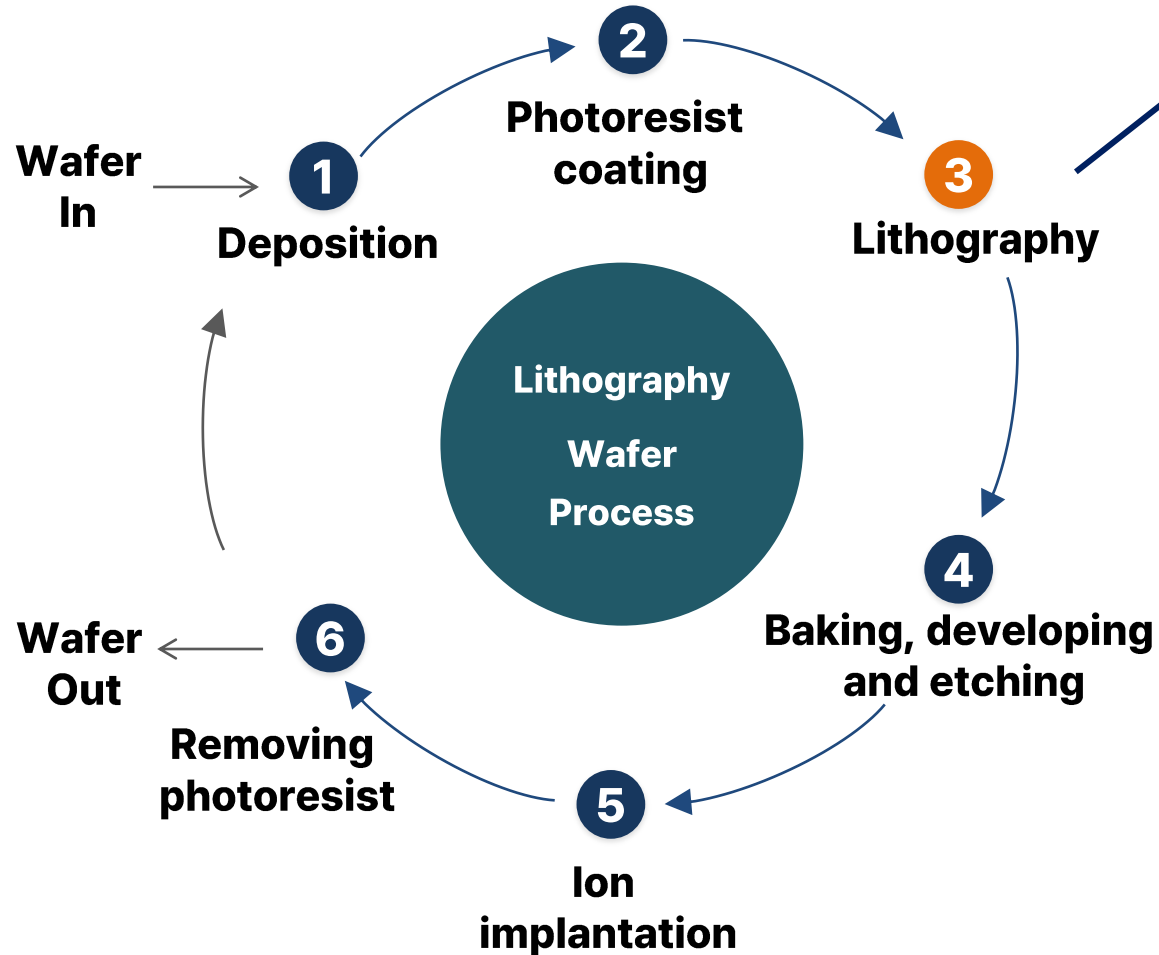 Wafer
In
1
Deposition
2
Photoresist
coating
3
Lithography
Lithography
Wafer
Process
4
Baking, developing
and etching
5
Ion
implantation
6
Removing
photoresist
Wafer
Out